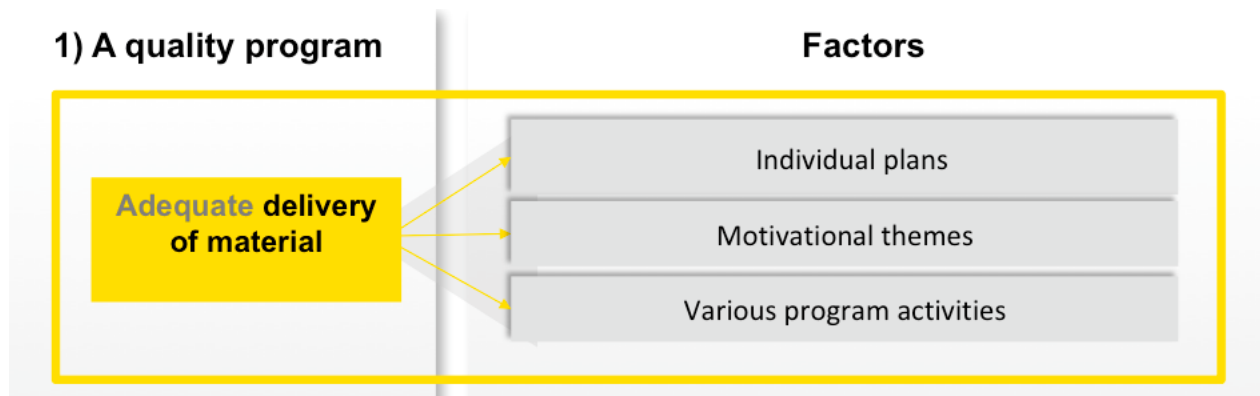 1) A quality program
Factors
Adequate delivery
of material
Individual plans
Motivational themes
Various program activities